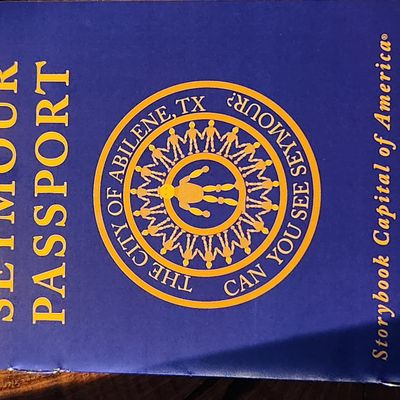 SEYMOUR
PASSPORT
THE CITY OF ABILENE, TX
CAN YOU SEE SEYMOUR?
Storybook Capital of America®